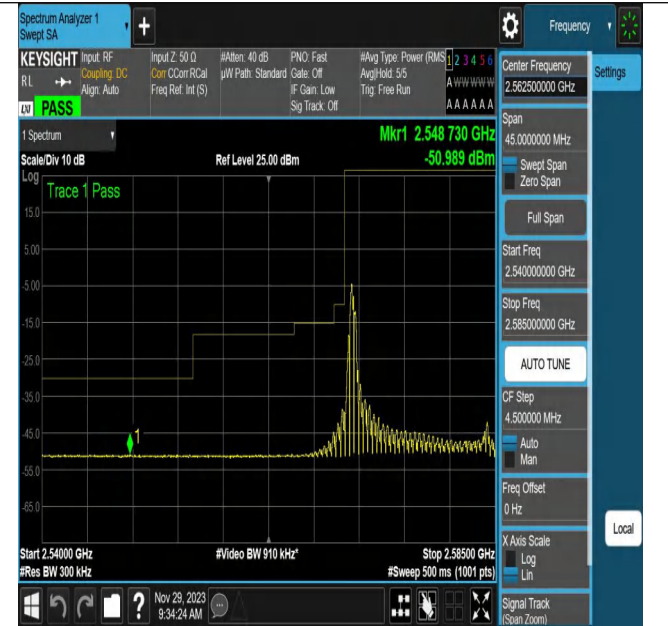 Spectrum Analyzer 1
Swept SA
+
Frequency
KEYSIGHT Input: RF Input Z: 50 Ω #Atten: 40 dB PNO: Fast #Avg Type: Power (RMS 1 2 3 4 5 6
RL Coupling: DC Corr CCorr RCal µW Path: Standard Gate: Off Avg|Hold: 5/5 A W W W W W
Align: Auto Freq Ref: Int (S) IF Gain: Low Trig: Free Run
LXI PASS Sig Track: Off A A A A A A
1 Spectrum
Mkr1 2.548 730 GHz
Scale/Div 10 dB Ref Level 25.00 dBm -50.989 dBm
Log
Trace 1 Pass
15.0
5.00
-5.00
-15.0
-25.0
-35.0
-45.0
1
-55.0
-65.0
Start 2.54000 GHz #Video BW 910 kHz* Stop 2.58500 GHz
#Res BW 300 kHz #Sweep 500 ms (1001 pts)
?
Nov 29, 2023
9:34:24 AM
Center Frequency
2.562500000 GHz
Settings
Span
45.0000000 MHz
Swept Span
Zero Span
Full Span
Start Freq
2.540000000 GHz
Stop Freq
2.585000000 GHz
AUTO TUNE
CF Step
4.500000 MHz
Auto
Man
Freq Offset
0 Hz
Local
X Axis Scale
Log
Lin
Signal Track
(Span Zoom)